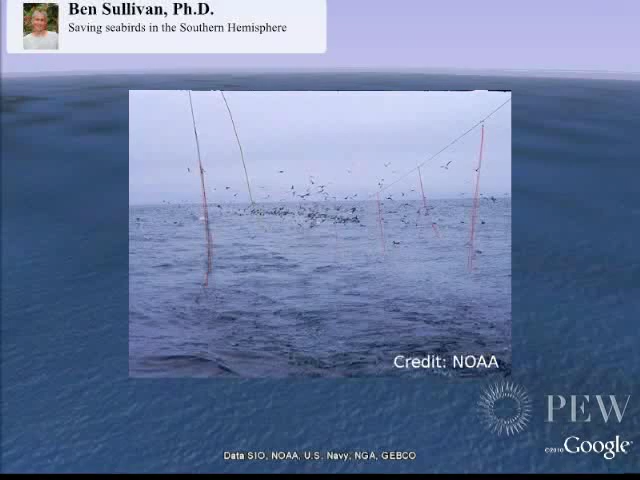 Ben Sullivan, Ph.D.
Saving seabirds in the Southern Hemisphere
Credit: NOAA
PEW
©2010 Google
Data SIO, NOAA, U.S. Navy, NGA, GEBCO